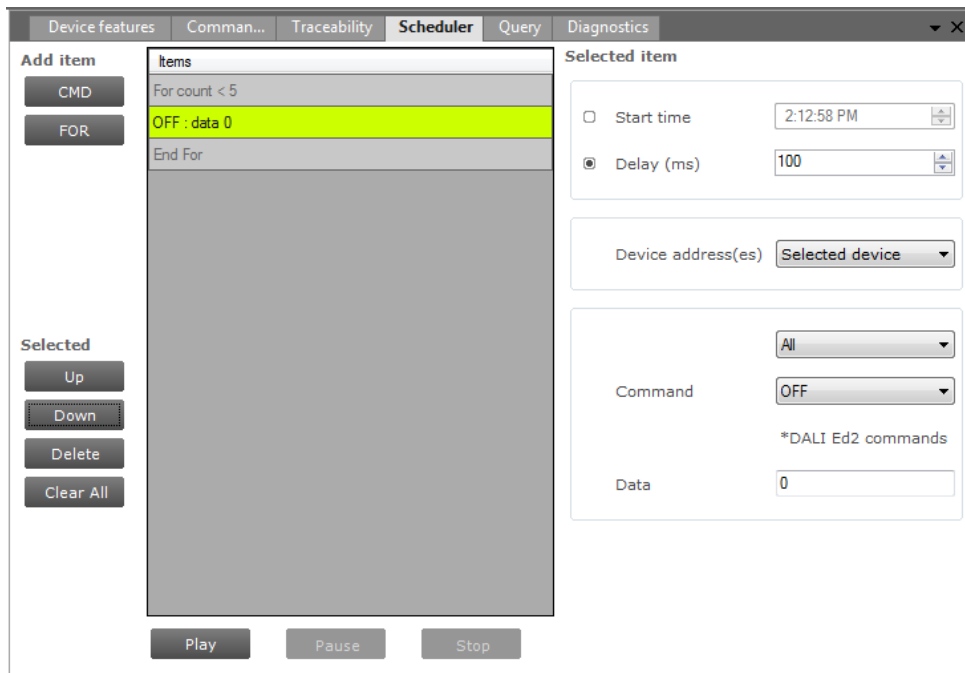 Device features Comman... Traceability Scheduler Query Diagnostics
Add item
CMD
FOR
Items
For count < 5
OFF : data 0
End For
Selected
Up
Down
Delete
Clear All
Play Pause Stop
Selected item
Start time 2:12:58 PM
Delay (ms) 100
Device address(es) Selected device
All
Command OFF
*DALI Ed2 commands
Data 0